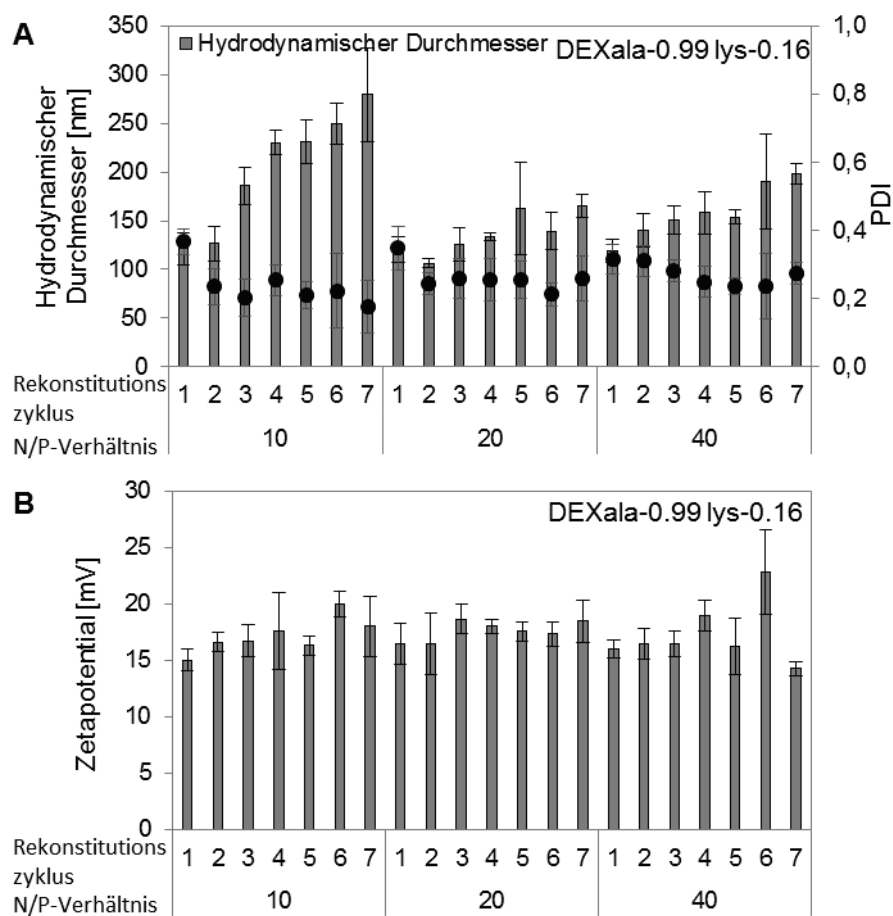 A
Hydrodynamischer Durchmesser
DEXala-0.99 lys-0.16
Hydrodynamischer
Durchmesser [nm]
350
300
250
200
150
100
50
0
1,0
0,8
0,6
0,4
0,2
0,0
PDI
Rekonstitutions
zyklus
1 2 3 4 5 6 7 1 2 3 4 5 6 7 1 2 3 4 5 6 7
N/P-Verhältnis
10 20 40
B
DEXala-0.99 lys-0.16
Zetapotential [mV]
30
25
20
15
10
5
0
Rekonstitutions
zyklus
1 2 3 4 5 6 7 1 2 3 4 5 6 7 1 2 3 4 5 6 7
N/P-Verhältnis
10 20 40